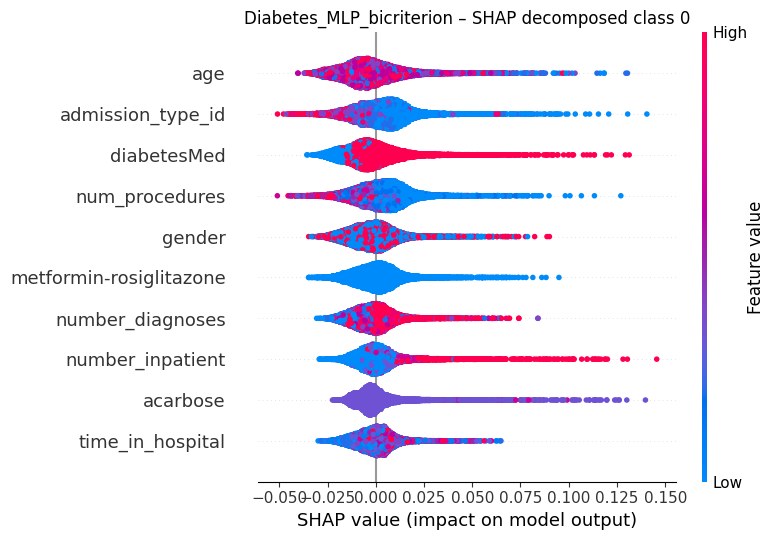 Diabetes_MLP_bicriterion – SHAP decomposed class 0
High
age
admission_type_id
diabetesMed
num_procedures
gender
metformin-rosiglitazone
number_diagnoses
number_inpatient
acarbose
time_in_hospital
Feature value
Low
−0.050 −0.025 0.000 0.025 0.050 0.075 0.100 0.125 0.150
SHAP value (impact on model output)